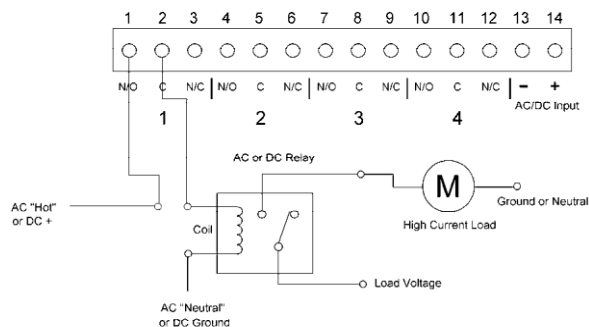 1 2 3 4 5 6 7 8 9 10 11 12 13 14
N/O C N/C N/O C N/C N/O C N/C N/O C N/C − +
AC/DC Input
1 2 3 4
AC or DC Relay
M
AC "Hot"
or DC +
Ground or Neutral
High Current Load
Coil
Load Voltage
AC "Neutral"
or DC Ground